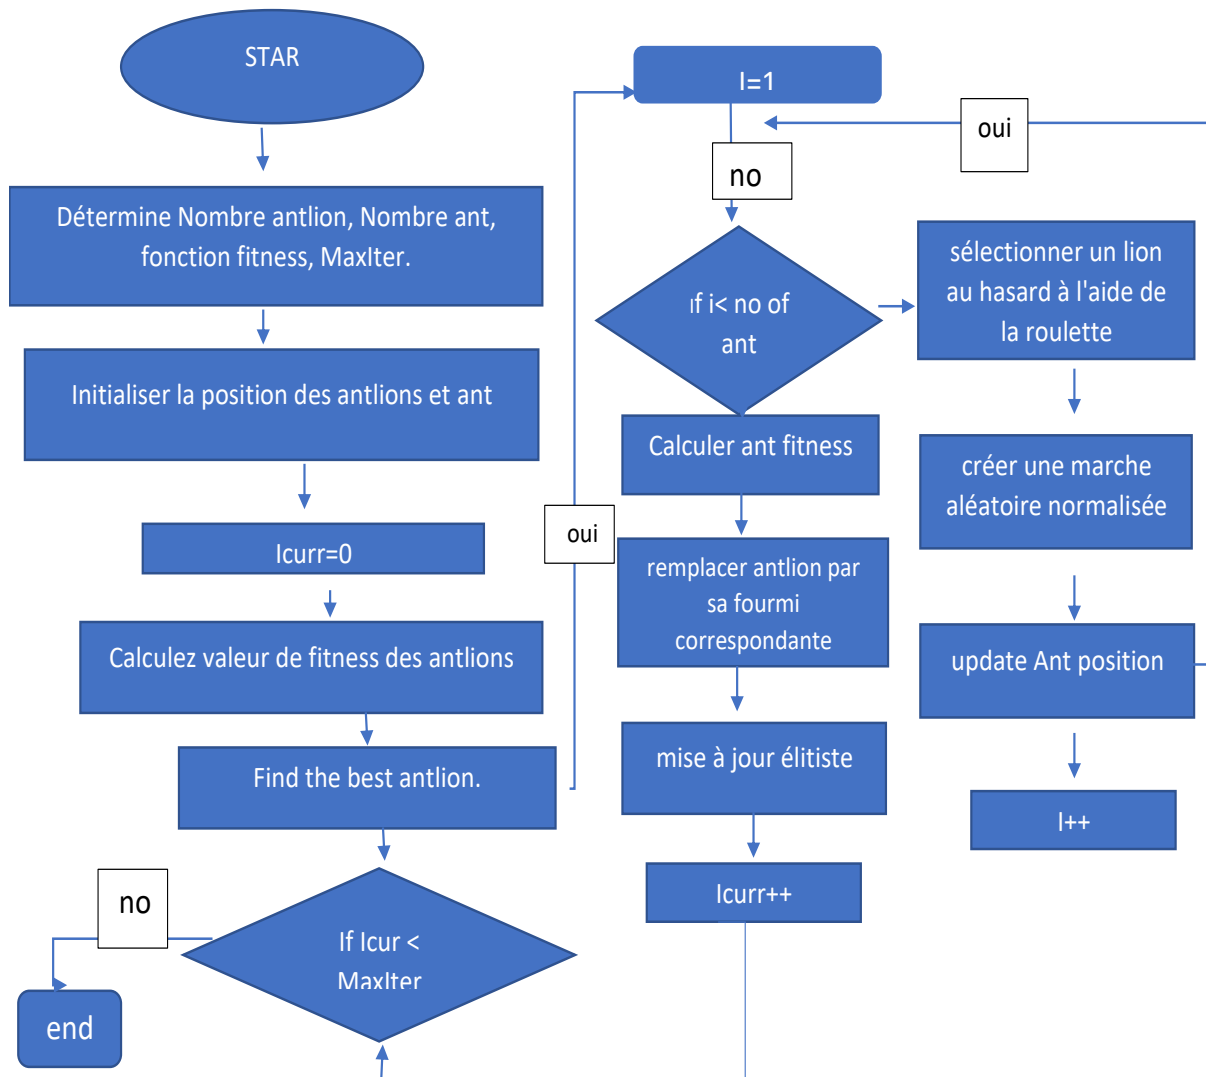 STAR
Détermine Nombre antlion, Nombre ant,
fonction fitness, MaxIter.
Initialiser la position des antlions et ant
Icurr=0
Calculez valeur de fitness des antlions
Find the best antlion.
If Icur <
MaxIter
no
end
oui
I=1
no
If i< no of
ant
Calculer ant fitness
remplacer antlion par
sa fourmi
correspondante
mise à jour élitiste
Icurr++
oui
sélectionner un lion
au hasard à l'aide de
la roulette
créer une marche
aléatoire normalisée
update Ant position
I++